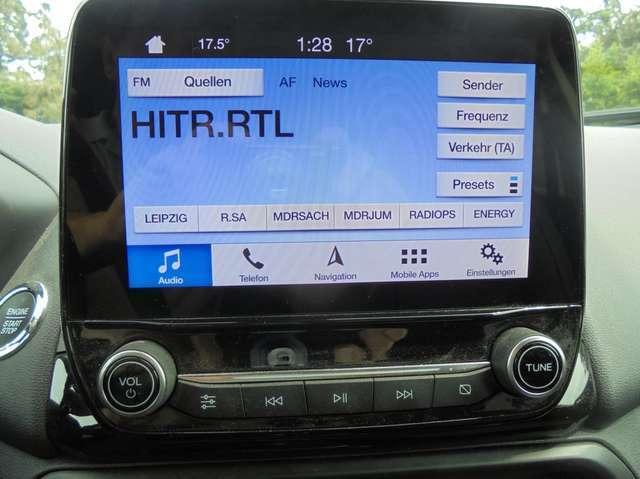 17.5° 1:28 17°
FM Quellen AF News Sender
HITR.RTL
Frequenz
Verkehr (TA)
Presets
LEIPZIG R.SA MDRSACH MDRJUM RADIOPS ENERGY
Audio Telefon Navigation Mobile Apps Einstellungen
ENGINE
START
STOP
VOL
TUNE